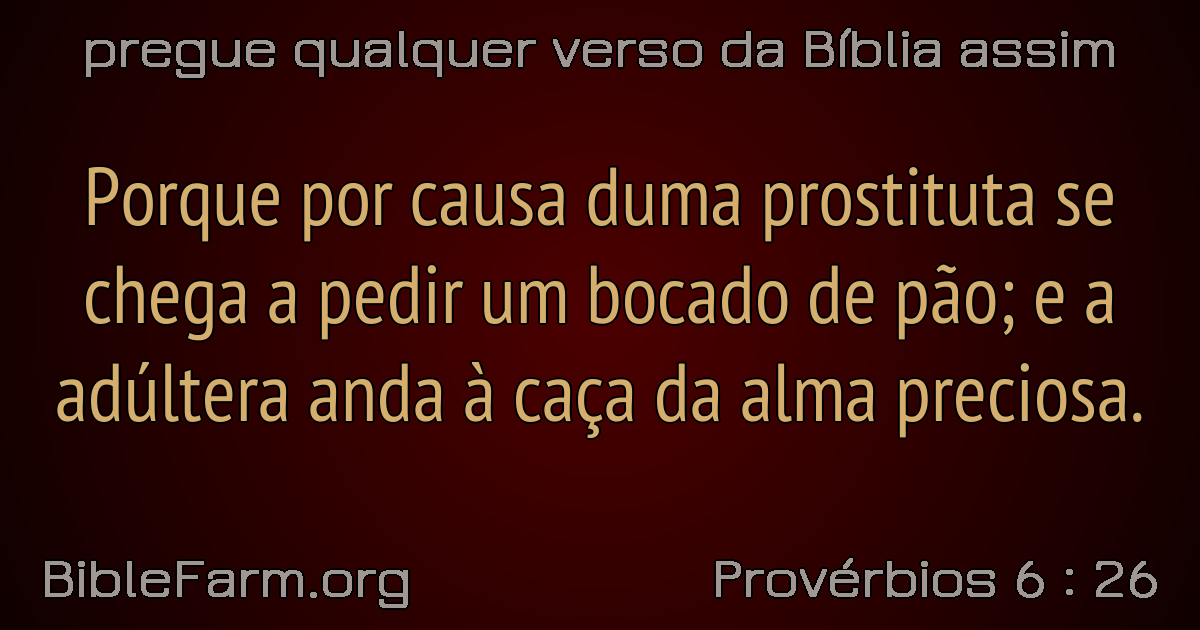 pregue qualquer verso da Bíblia assim
Porque por causa duma prostituta se
chega a pedir um bocado de pão; e a
adúltera anda à caça da alma preciosa.
BibleFarm.org
Provérbios 6 : 26